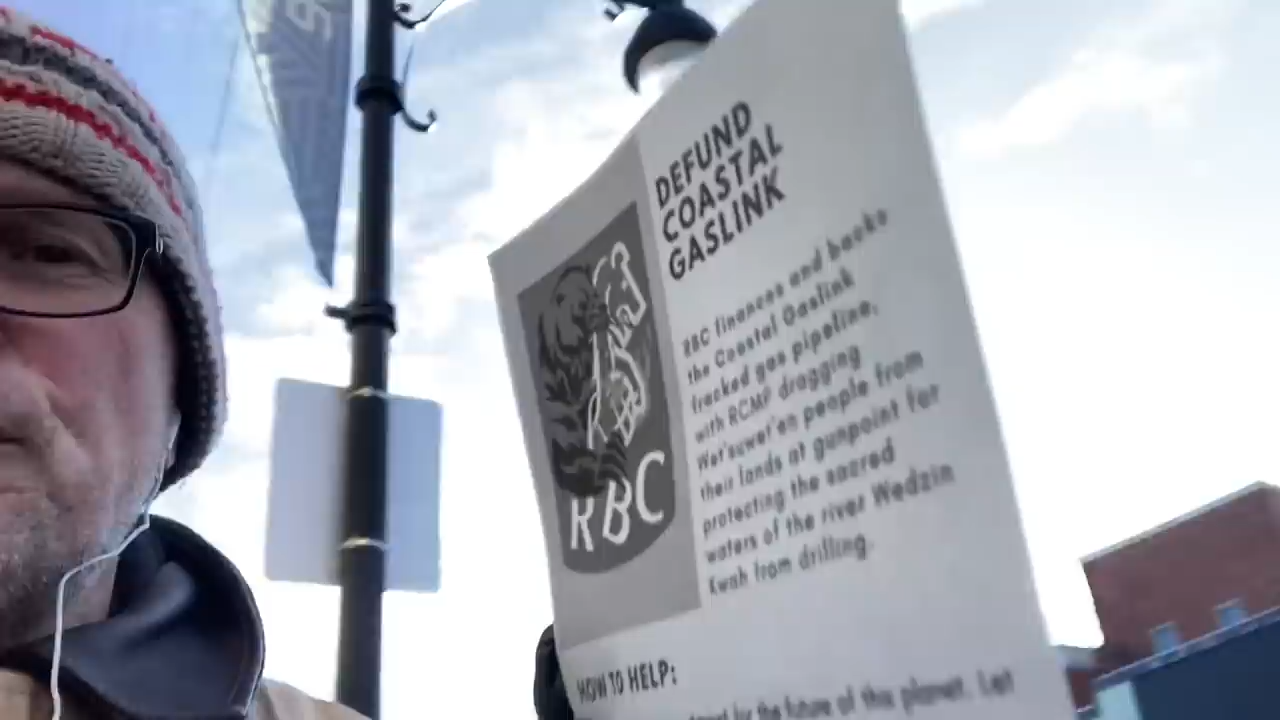 DEFUND
COASTAL
GASLINK
RBC finances and backs
the Coastal Gaslink
fracked gas pipeline,
with RCMP dragging
Wet'suwet'en people from
their lands at gunpoint for
protecting the sacred
waters of the river Wedzin
Kwah from drilling.
RBC
HOW TO HELP:
for the future of this planet. Let